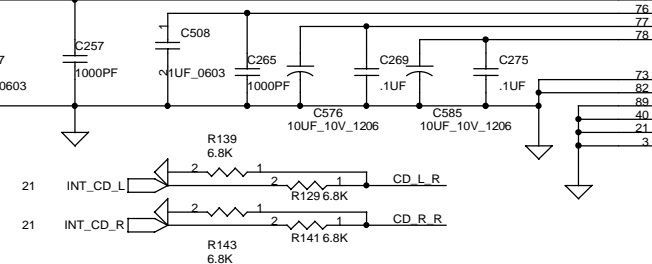 76
77
78
1
C508
C257
7
1000PF
2
.1UF_0603
0603
C265
1000PF
C269
.1UF
C275
.1UF
73
82
89
40
21
3
C576
10UF_10V_1206
C585
10UF_10V_1206
R139
6.8K
2
1
21
INT_CD_L
2
1
CD_L_R
R129 6.8K
2
1
21
INT_CD_R
2
1
CD_R_R
R143
6.8K
R141 6.8K